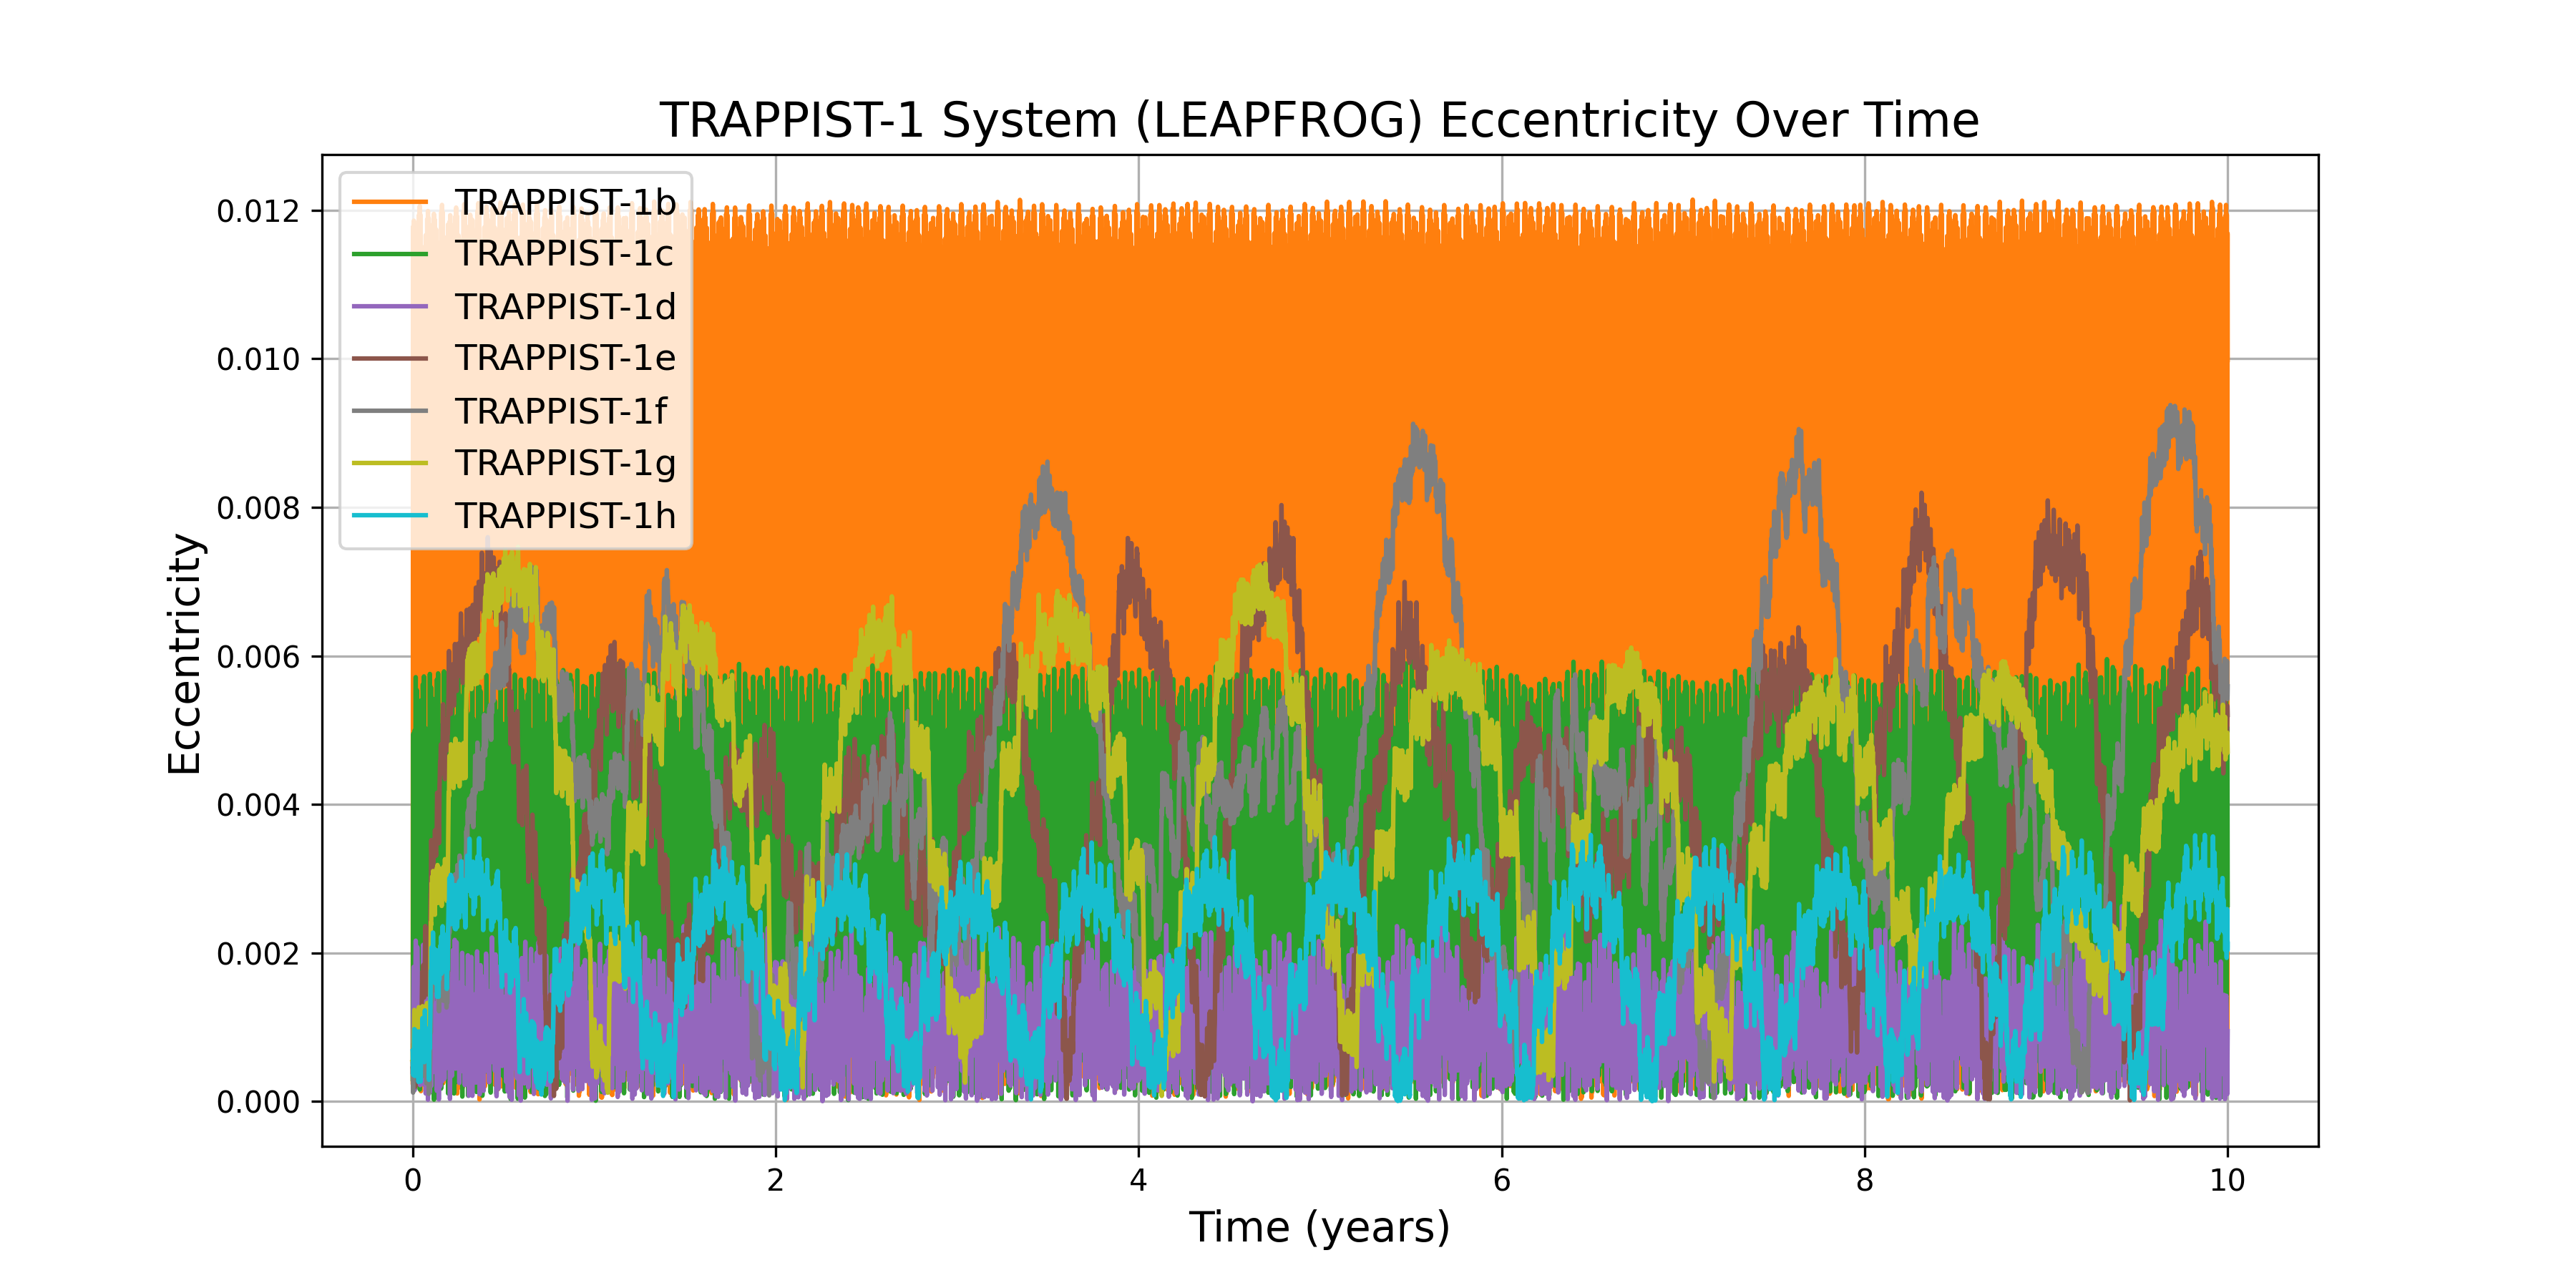 TRAPPIST-1 System (LEAPFROG) Eccentricity Over Time
TRAPPIST-1b
TRAPPIST-1c
TRAPPIST-1d
TRAPPIST-1e
TRAPPIST-1f
TRAPPIST-1g
TRAPPIST-1h
Eccentricity
0.012
0.010
0.008
0.006
0.004
0.002
0.000
0 2 4 6 8 10
Time (years)